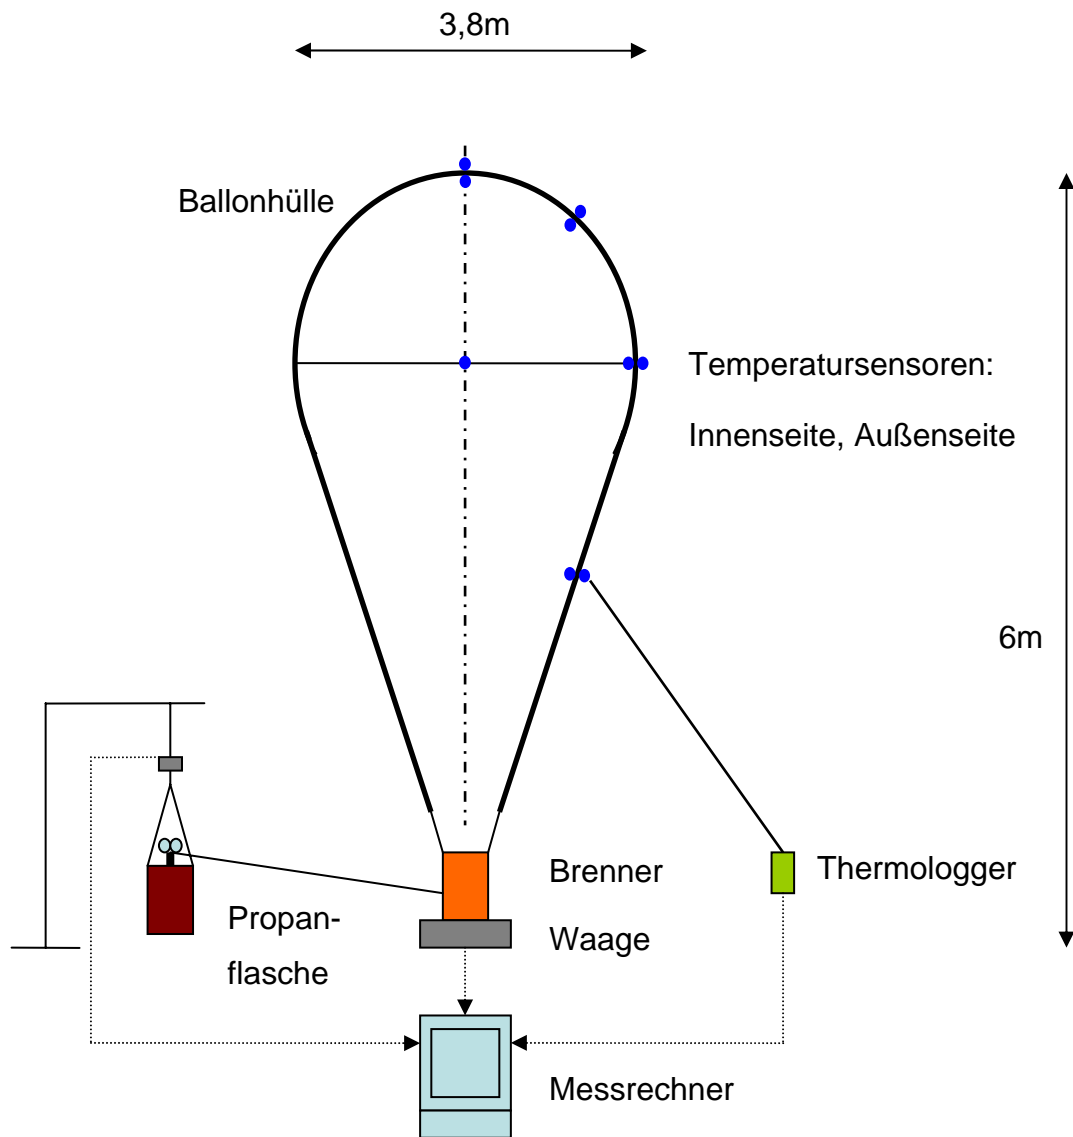 3,8m
Ballonhülle
Temperatursensoren:
Innenseite, Außenseite
6m
Brenner
Thermologger
Propan-
flasche
Waage
Messrechner